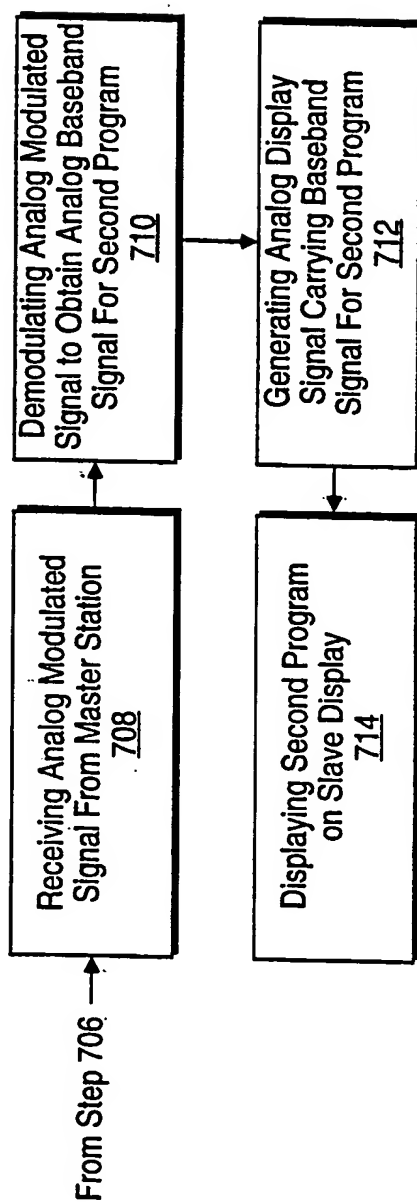 From Step 706
Receiving Analog Modulated
Signal From Master Station
708
Demodulating Analog Modulated
Signal to Obtain Analog Baseband
Signal For Second Program
710
Generating Analog Display
Signal Carrying Baseband
Signal For Second Program
712
Displaying Second Program
on Slave Display
714